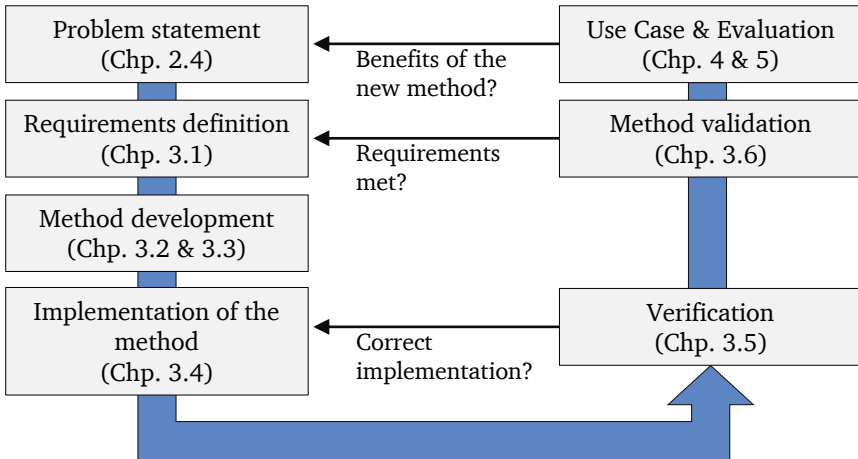 Problem statement
(Chp. 2.4)
Benefits of the
new method?
Use Case & Evaluation
(Chp. 4 & 5)
Requirements definition
(Chp. 3.1)
Requirements
met?
Method validation
(Chp. 3.6)
Method development
(Chp. 3.2 & 3.3)
Implementation of the
method
(Chp. 3.4)
Correct
implementation?
Verification
(Chp. 3.5)